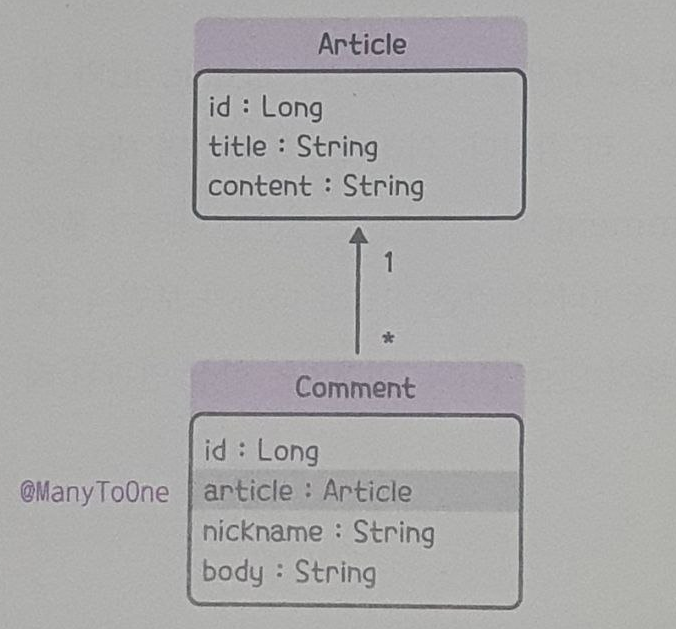 Article
id : Long
title : String
content : String
1
*
Comment
id : Long
@ManyToOne article : Article
nickname : String
body : String